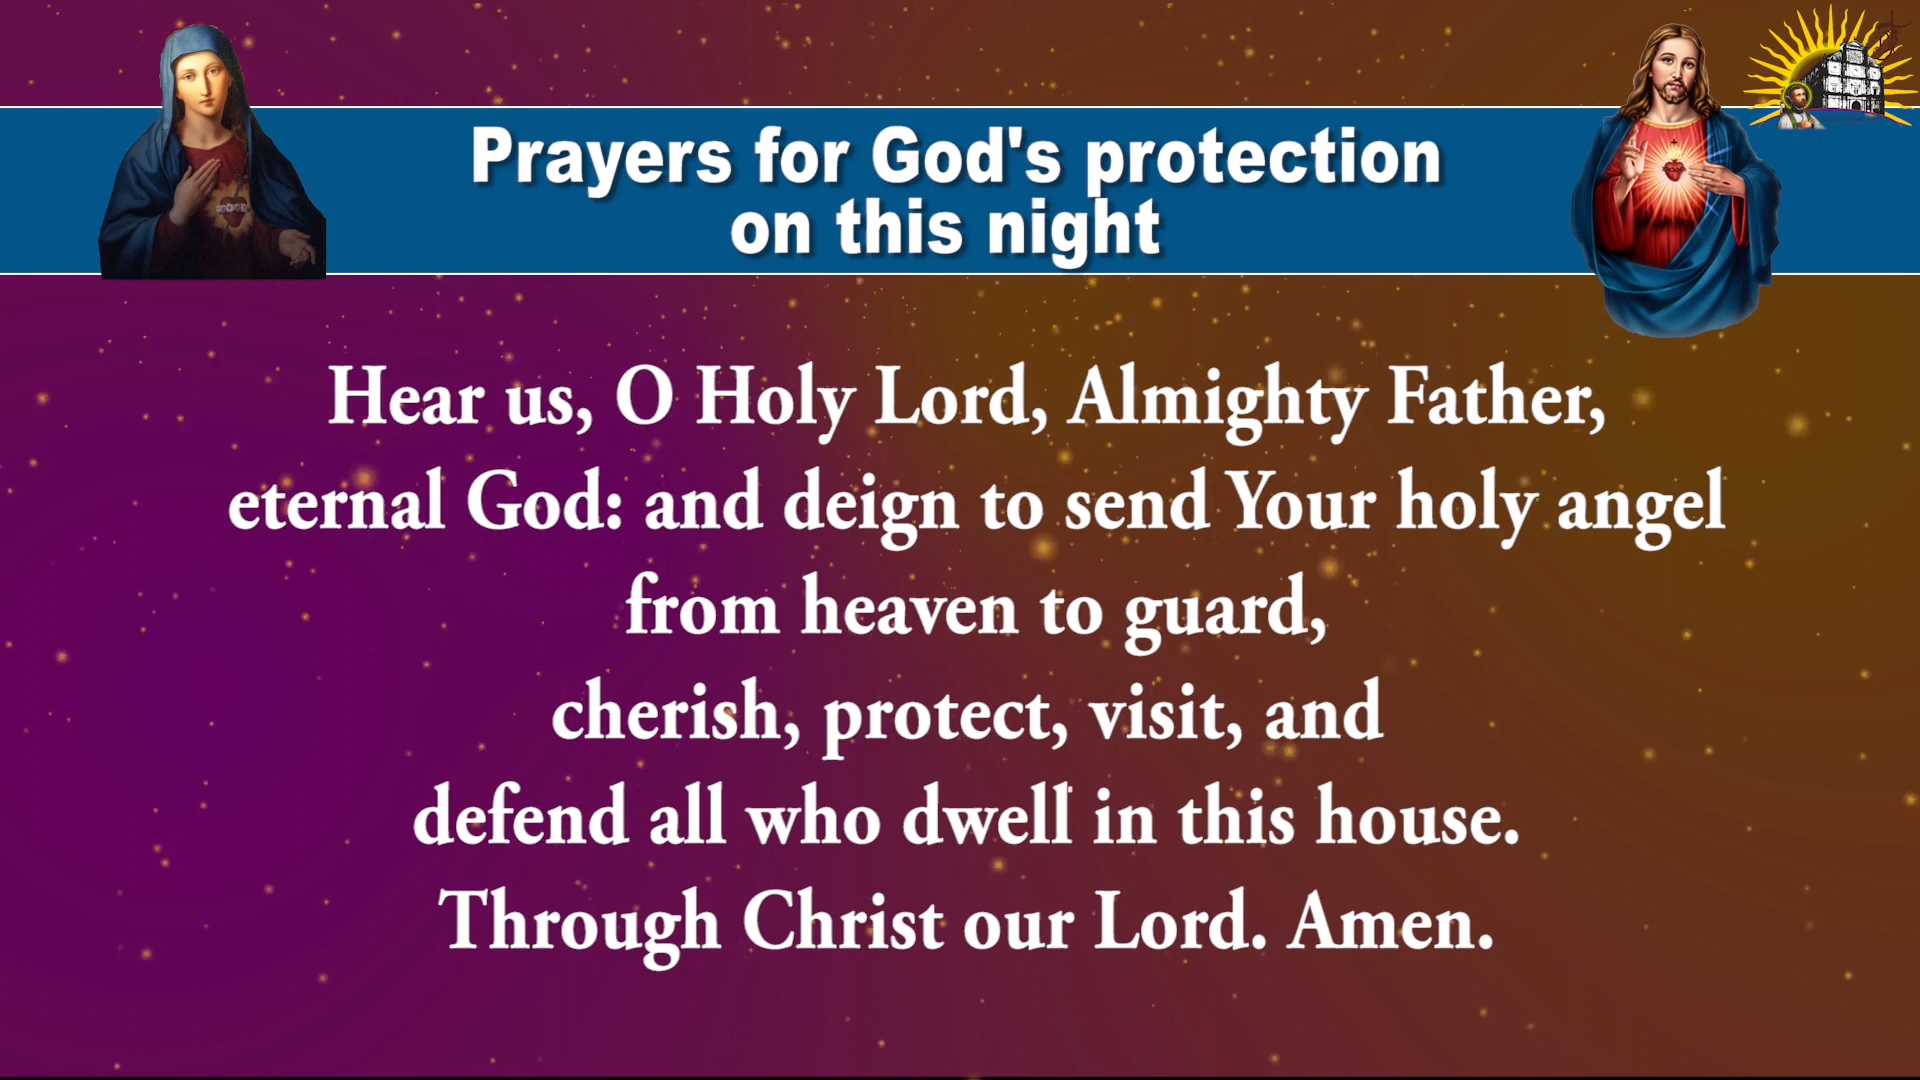 Prayers for God's protection
on this night
Hear us, O Holy Lord, Almighty Father,
eternal God: and deign to send Your holy angel
from heaven to guard,
cherish, protect, visit, and
defend all who dwell in this house.
Through Christ our Lord. Amen.